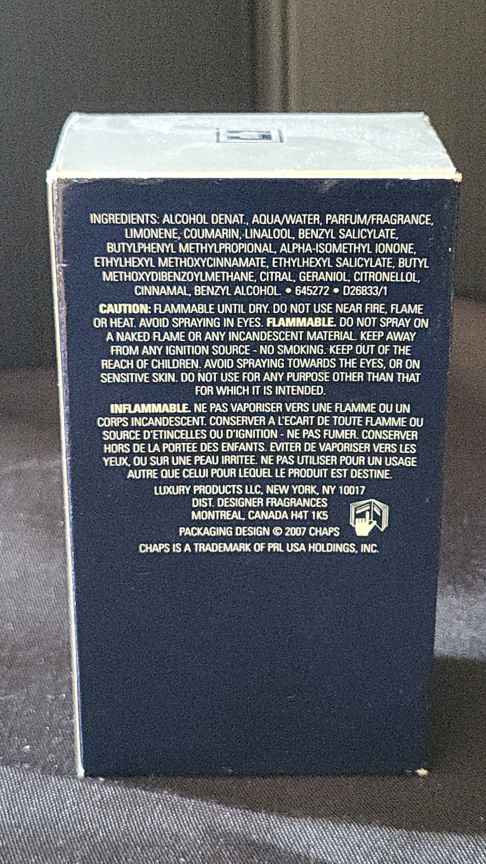 INGREDIENTS: ALCOHOL DENAT., AQUA/WATER, PARFUM/FRAGRANCE,
LIMONENE, COUMARIN, LINALOOL, BENZYL SALICYLATE,
BUTYLPHENYL METHYLPROPIONAL, ALPHA-ISOMETHYL IONONE,
ETHYLHEXYL METHOXYCINNAMATE, ETHYLHEXYL SALICYLATE, BUTYL
METHOXYDIBENZOYLMETHANE, CITRAL, GERANIOL, CITRONELLOL,
CINNAMAL, BENZYL ALCOHOL. • 645272 • D26833/1
CAUTION: FLAMMABLE UNTIL DRY. DO NOT USE NEAR FIRE, FLAME
OR HEAT. AVOID SPRAYING IN EYES. FLAMMABLE. DO NOT SPRAY ON
A NAKED FLAME OR ANY INCANDESCENT MATERIAL. KEEP AWAY
FROM ANY IGNITION SOURCE - NO SMOKING. KEEP OUT OF THE
REACH OF CHILDREN. AVOID SPRAYING TOWARDS THE EYES, OR ON
SENSITIVE SKIN. DO NOT USE FOR ANY PURPOSE OTHER THAN THAT
FOR WHICH IT IS INTENDED.
INFLAMMABLE. NE PAS VAPORISER VERS UNE FLAMME OU UN
CORPS INCANDESCENT. CONSERVER A L'ECART DE TOUTE FLAMME OU
SOURCE D'ETINCELLES OU D'IGNITION - NE PAS FUMER. CONSERVER
HORS DE LA PORTEE DES ENFANTS. EVITER DE VAPORISER VERS LES
YEUX, OU SUR UNE PEAU IRRITEE. NE PAS UTILISER POUR UN USAGE
AUTRE QUE CELUI POUR LEQUEL LE PRODUIT EST DESTINE.
LUXURY PRODUCTS LLC, NEW YORK, NY 10017
DIST. DESIGNER FRAGRANCES
MONTREAL, CANADA H4T 1K5
PACKAGING DESIGN © 2007 CHAPS
CHAPS IS A TRADEMARK OF PRL USA HOLDINGS, INC.